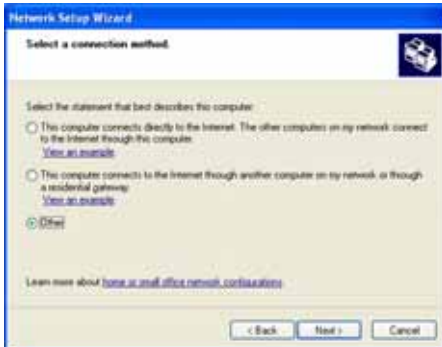 Network Setup Wizard
Select a connection method.
Select the statement that best describes this computer:
This computer connects directly to the Internet. The other computers on my network connect
to the Internet through this computer.
View an example.
This computer connects to the Internet through another computer on my network or through
a residential gateway.
View an example.
Other
Learn more about home or small office network configurations.
< Back
Next >
Cancel